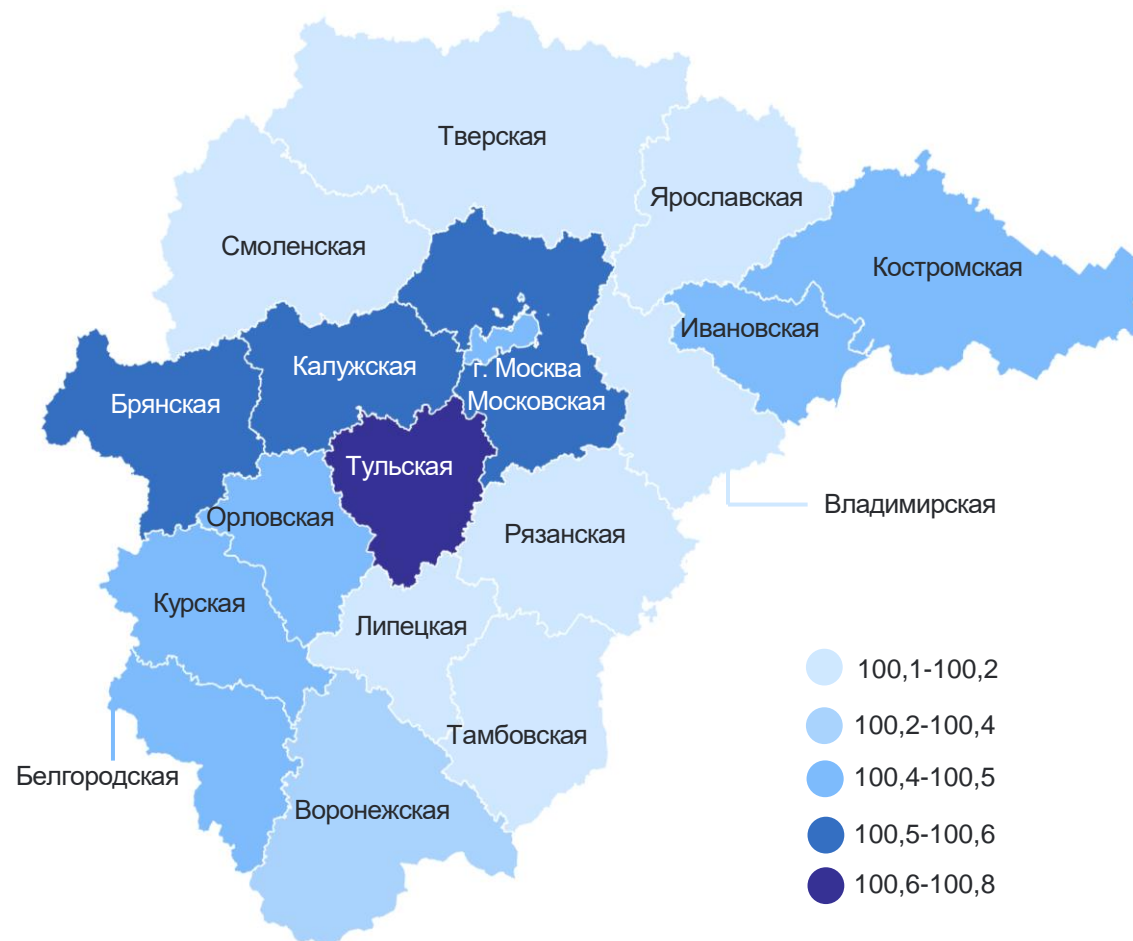 Тверская
Ярославская
Смоленская
Костромская
Ивановская
Калужская
г. Москва
Московская
Брянская
Тульская
Владимирская
Орловская
Рязанская
Курская
Липецкая
100,1-100,2
100,2-100,4
Тамбовская
Белгородская
100,4-100,5
Воронежская
100,5-100,6
100,6-100,8